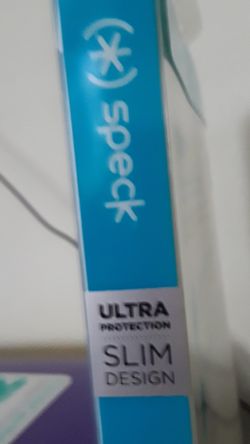 (*) speck
ULTRA
PROTECTION
SLIM
DESIGN